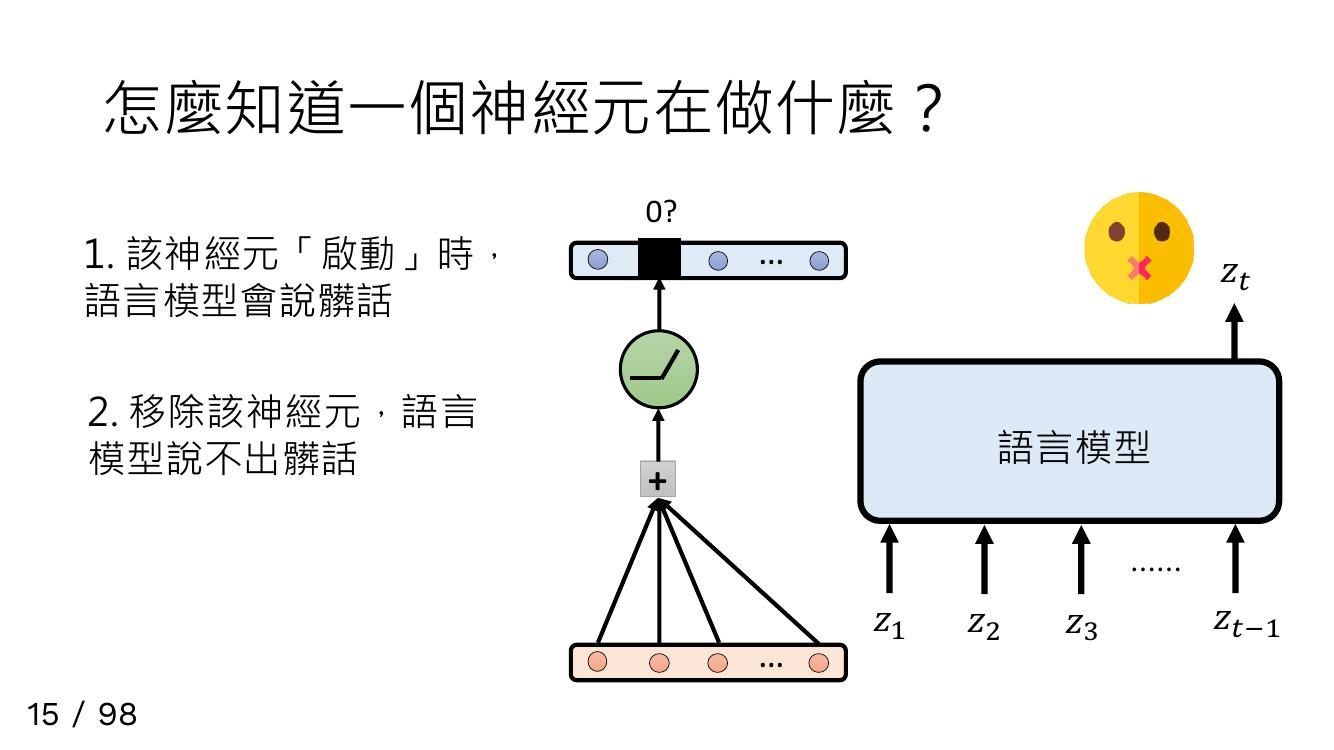 怎麼知道一個神經元在做什麼？
1. 該神經元「啟動」時，
語言模型會說髒話
2. 移除該神經元，語言
模型說不出髒話
0?
...
+
...
z_t
語言模型
......
z_1 z_2 z_3 z_{t-1}
15 / 98